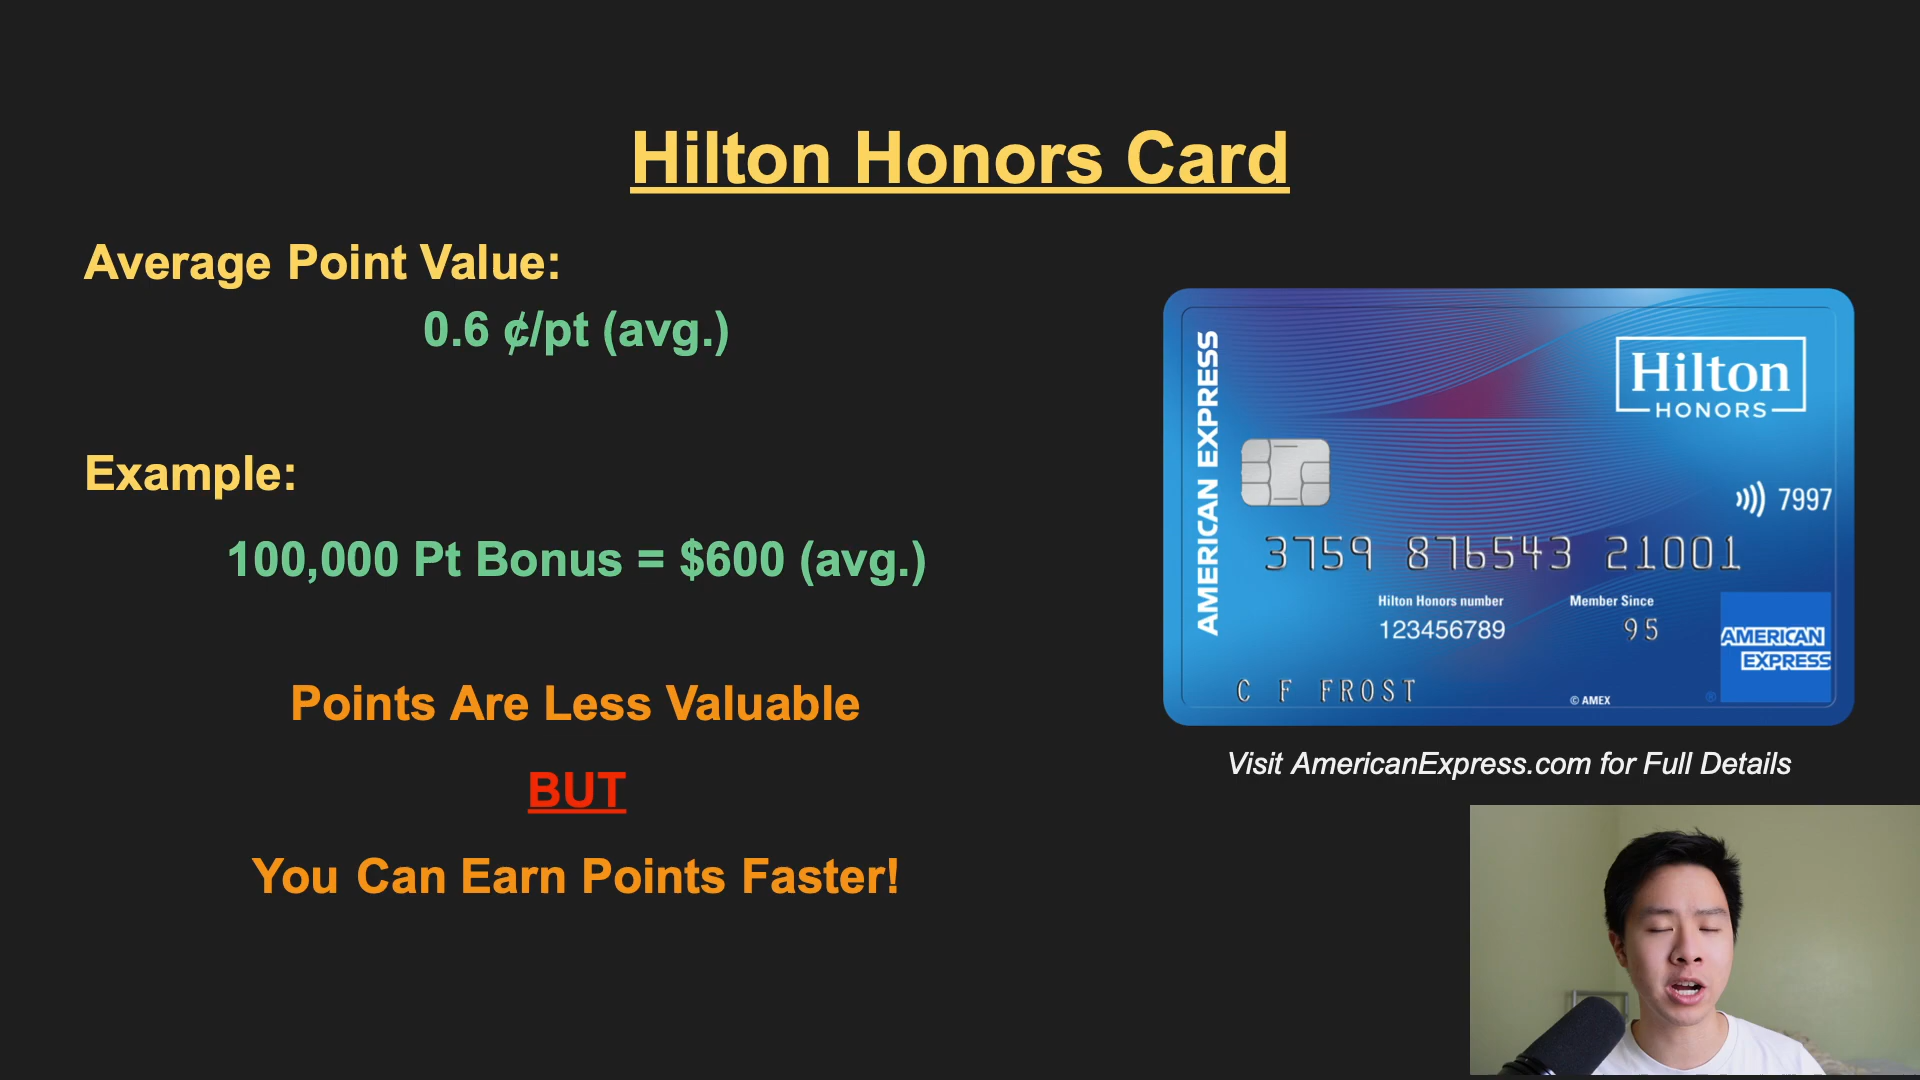 Hilton Honors Card
Average Point Value:
0.6 ¢/pt (avg.)
Example:
100,000 Pt Bonus = $600 (avg.)
Points Are Less Valuable
BUT
You Can Earn Points Faster!
AMERICAN EXPRESS
Hilton
HONORS
7997
3759 876543 21001
Hilton Honors number
Member Since
123456789
95
AMERICAN
EXPRESS
®
C F FROST
© AMEX
Visit AmericanExpress.com for Full Details